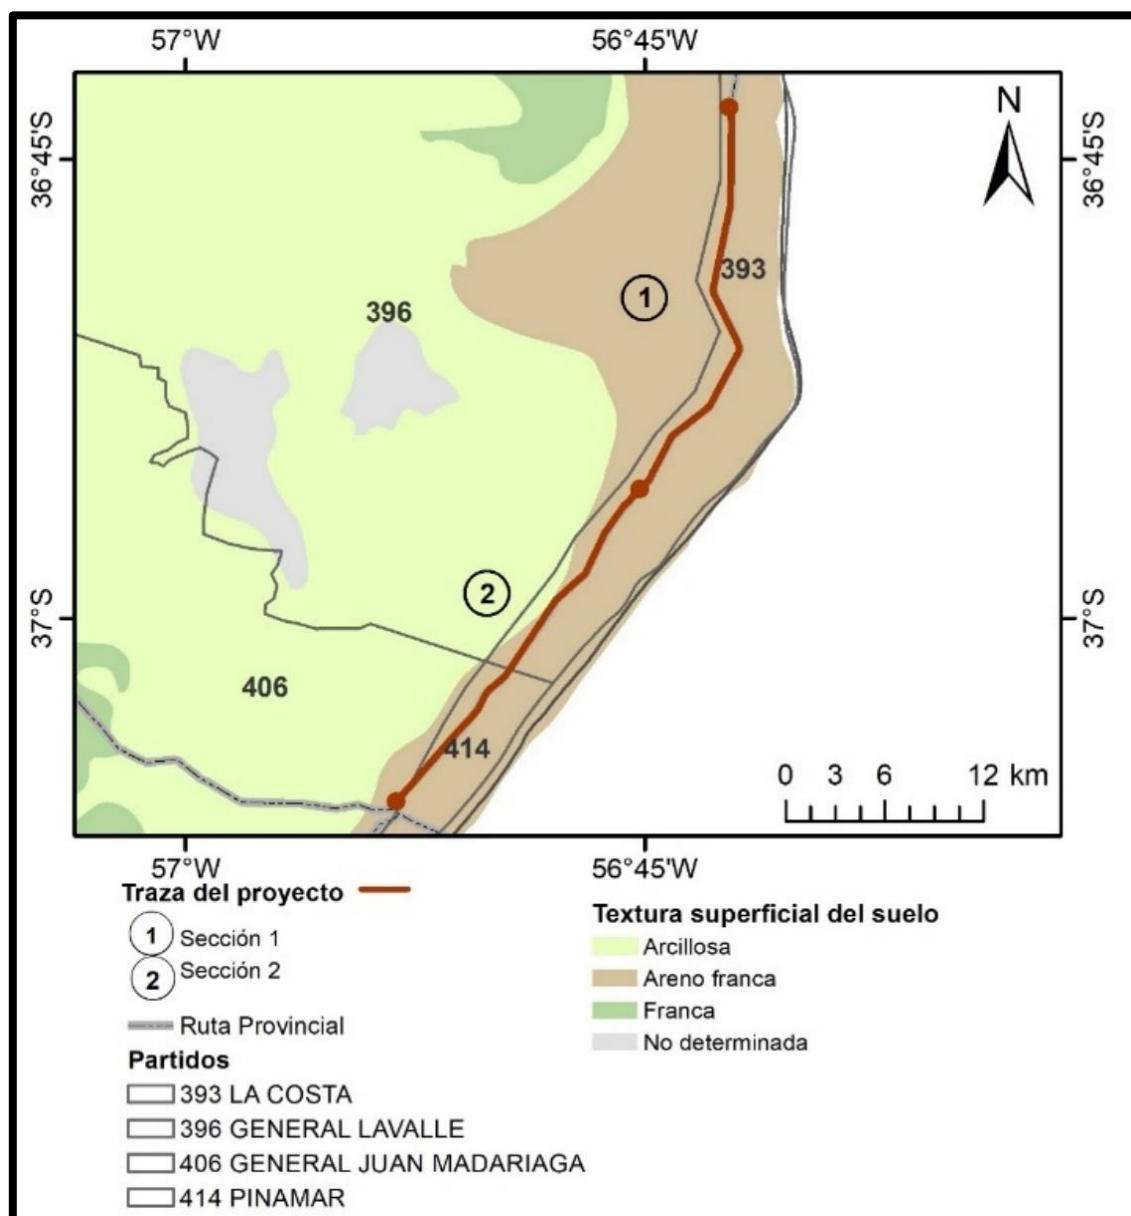 57°W 56°45'W
N
36°45'S
36°45'S
393
1
396
2
37°S
37°S
406
414
0 3 6 12 km
57°W 56°45'W
Traza del proyecto
1 Sección 1
2 Sección 2
Ruta Provincial
Partidos
393 LA COSTA
396 GENERAL LAVALLE
406 GENERAL JUAN MADARIAGA
414 PINAMAR
Textura superficial del suelo
Arcillosa
Areno franca
Franca
No determinada